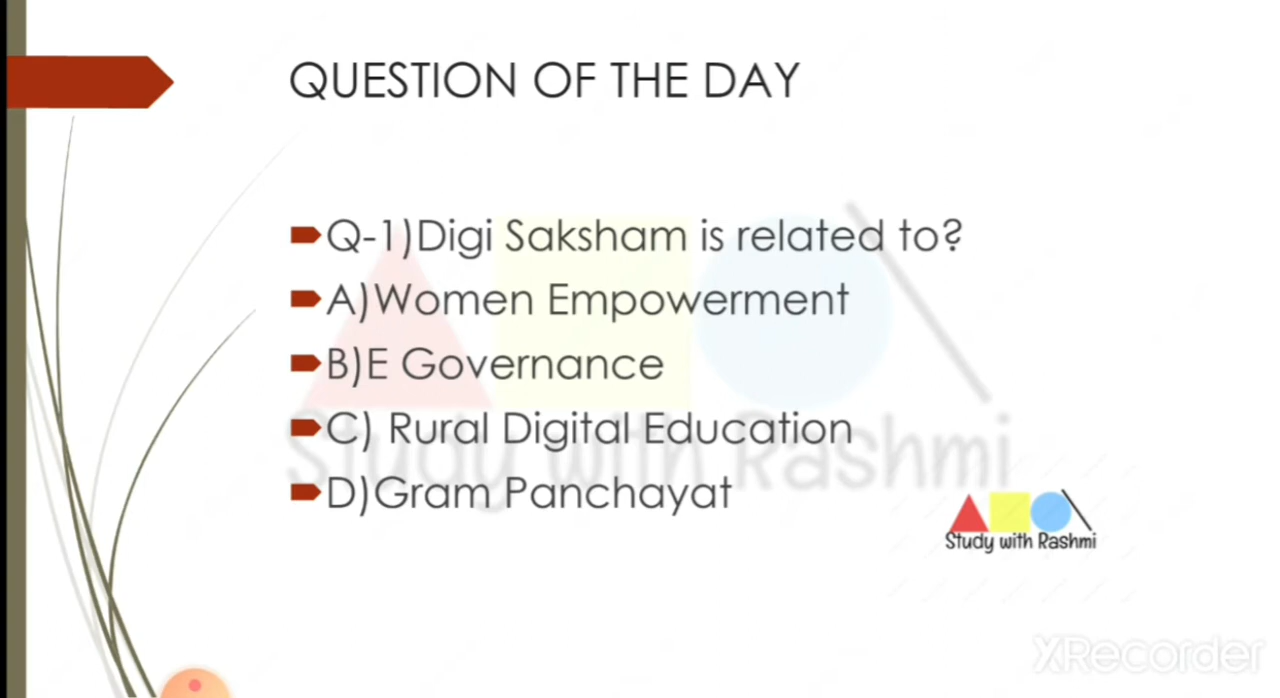 QUESTION OF THE DAY
Q-1)Digi Saksham is related to?
A)Women Empowerment
B)E Governance
C) Rural Digital Education
D)Gram Panchayat
Study with Rashmi
Study with Rashmi
XRecorder